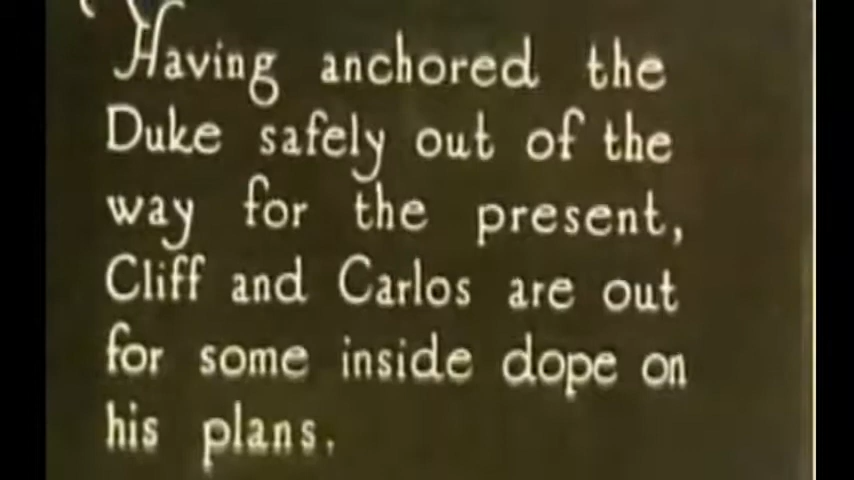 Having anchored the
Duke safely out of the
way for the present,
Cliff and Carlos are out
for some inside dope on
his plans.